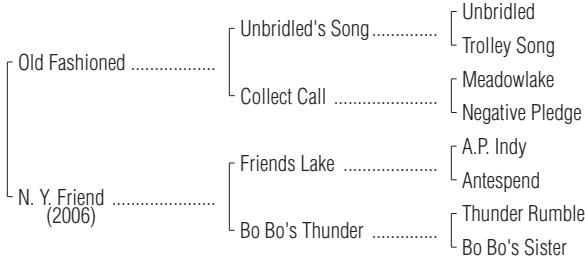 Unbridled
Unbridled's Song..............
Trolley Song
Old Fashioned ..................
Meadowlake
Collect Call ......................
Negative Pledge
A.P. Indy
Friends Lake ....................
Antespend
N. Y. Friend ......................
(2006)
Thunder Rumble
Bo Bo's Thunder ..............
Bo Bo's Sister